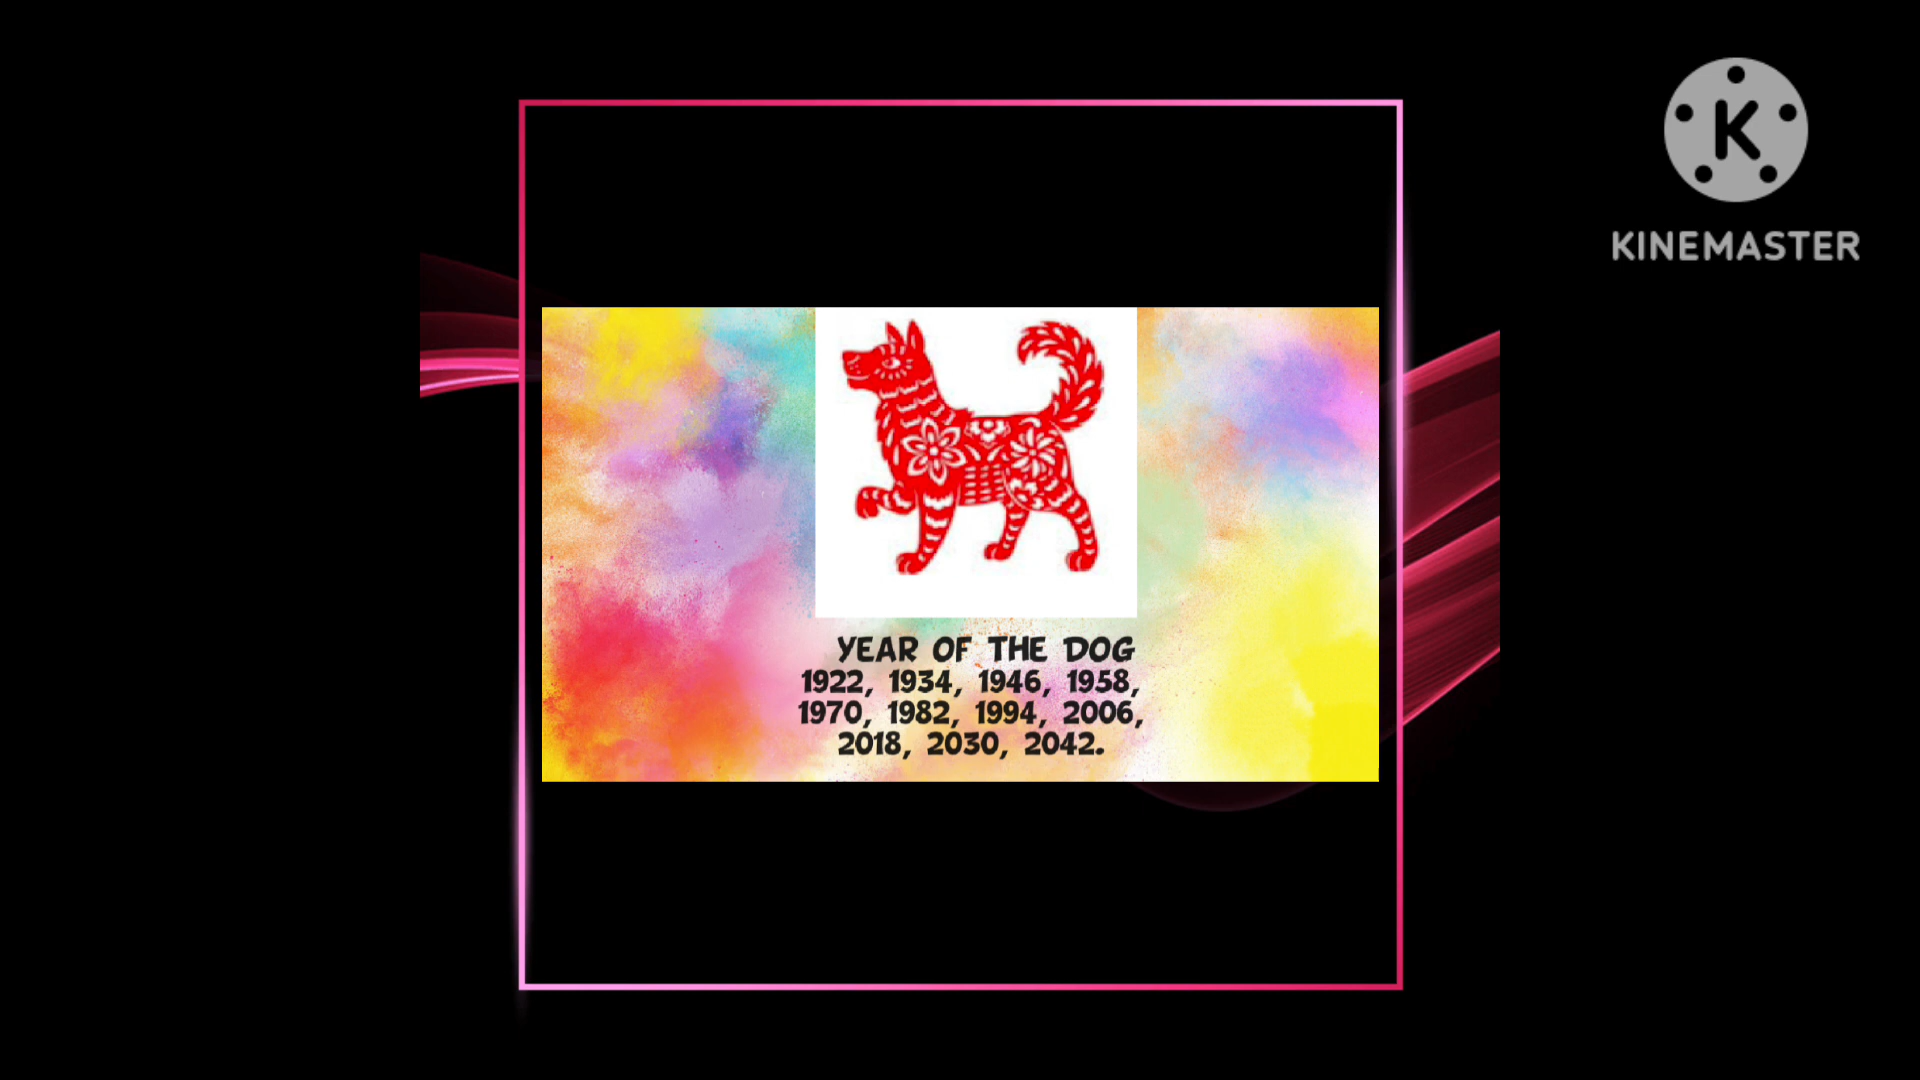 K
KINEMASTER
YEAR OF THE DOG
1922, 1934, 1946, 1958,
1970, 1982, 1994, 2006,
2018, 2030, 2042.